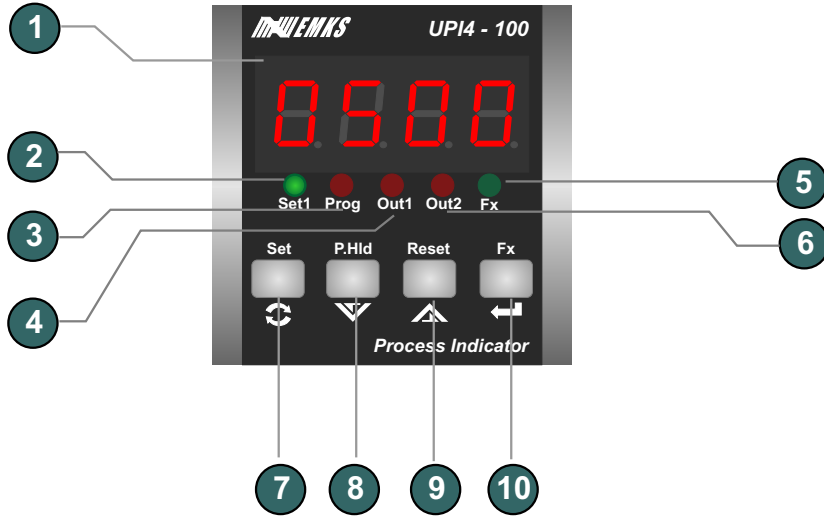 1
EMKS UPI4 - 100
0500
2
5
Set1 Prog Out1 Out2 Fx
3
6
Set P.Hld Reset Fx
4
Process Indicator
7 8 9 10